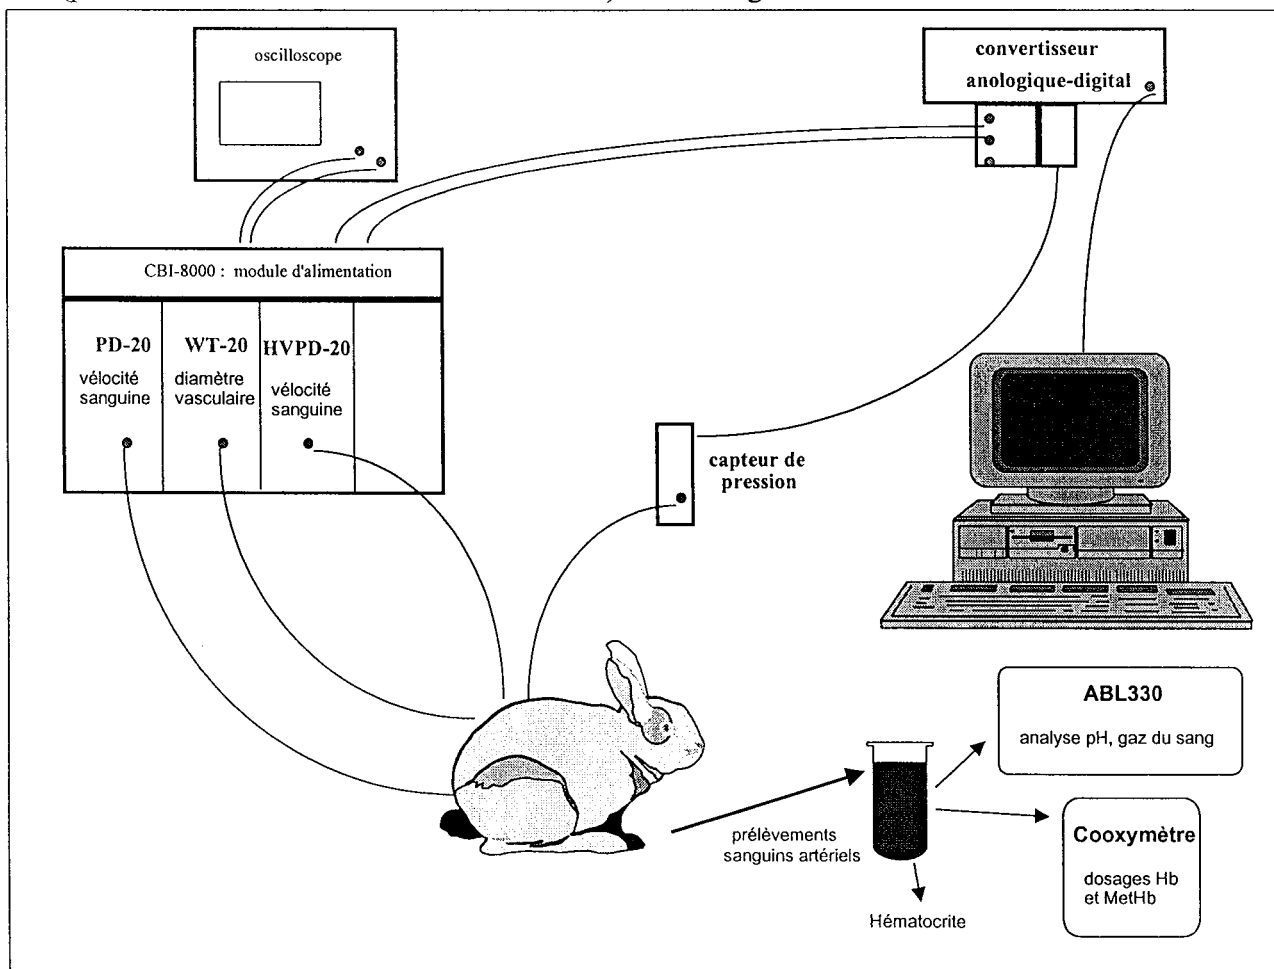 oscilloscope
convertisseur
anologique-digital
CBI-8000 : module d'alimentation
PD-20
vélocité
sanguine
WT-20
diamètre
vasculaire
HVPD-20
vélocité
sanguine
capteur de
pression
ABL330
analyse pH, gaz du sang
prélèvements
sanguins artériels
Cooxymètre
dosages Hb
et MetHb
Hématocrite